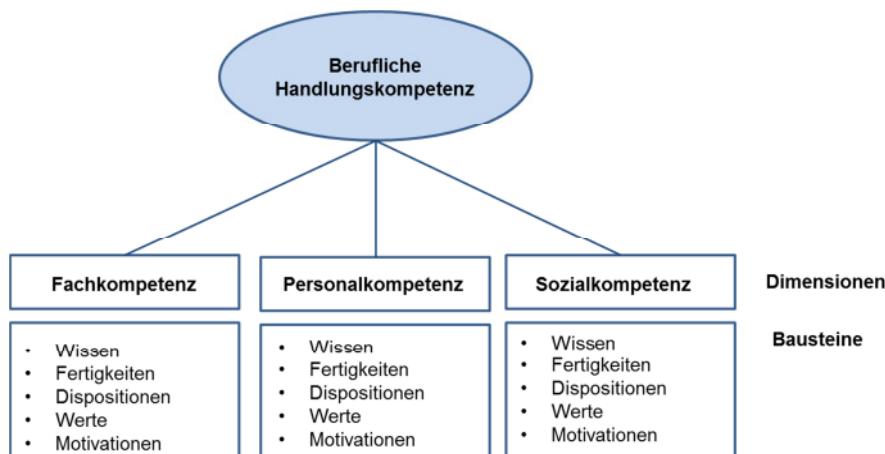 Berufliche
Handlungskompetenz
Fachkompetenz
Personalkompetenz
Sozialkompetenz
Dimensionen
Bausteine
• Wissen
• Fertigkeiten
• Dispositionen
• Werte
• Motivationen
• Wissen
• Fertigkeiten
• Dispositionen
• Werte
• Motivationen
• Wissen
• Fertigkeiten
• Dispositionen
• Werte
• Motivationen